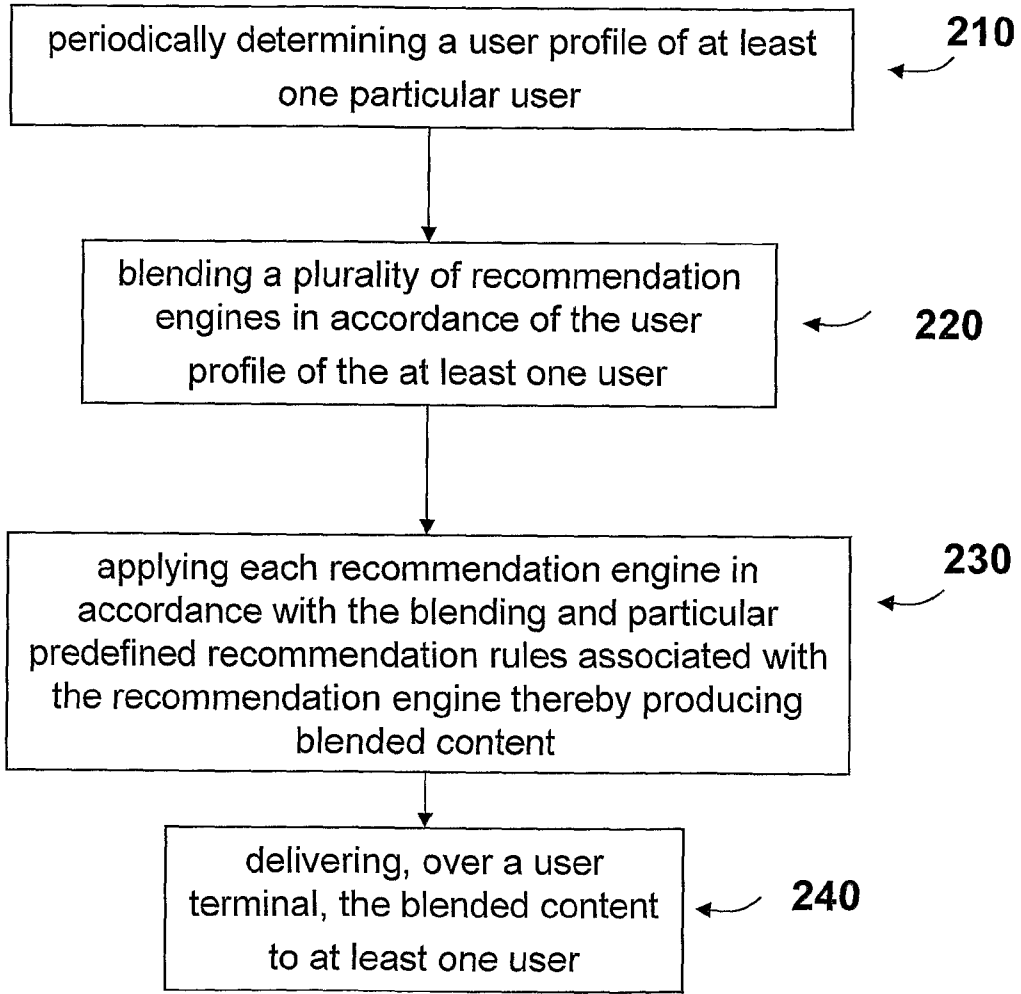 periodically determining a user profile of at least
one particular user
210
blending a plurality of recommendation
engines in accordance of the user
profile of the at least one user
220
applying each recommendation engine in
accordance with the blending and particular
predefined recommendation rules associated with
the recommendation engine thereby producing
blended content
230
delivering, over a user
terminal, the blended content
to at least one user
240